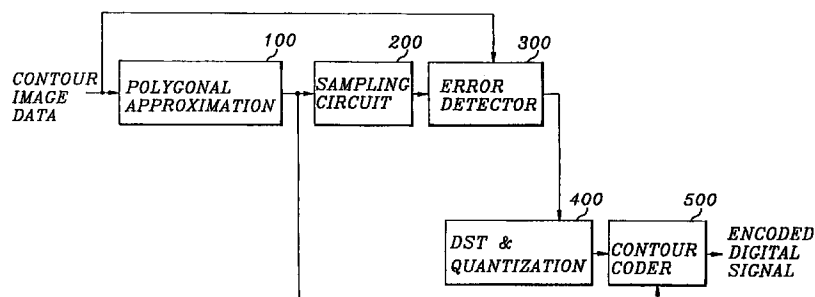 100
200
300
CONTOUR
IMAGE
DATA
POLYGONAL
APPROXIMATION
SAMPLING
CIRCUIT
ERROR
DETECTOR
400
500
DST &
QUANTIZATION
CONTOUR
CODER
ENCODED
DIGITAL
SIGNAL